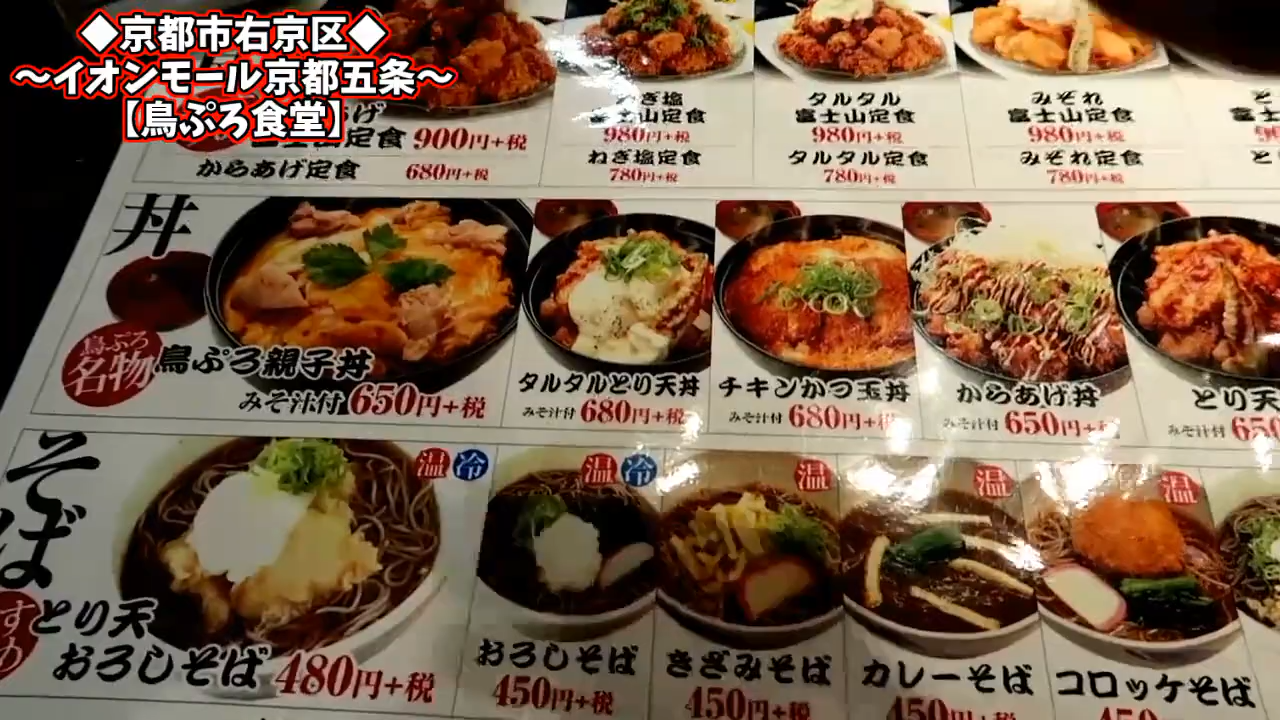 ◆京都市右京区◆
～イオンモール京都五条～
【鳥ぷろ食堂】
定食 900円+税
からあげ定食 680円+税
ねぎ塩
富士山定食
980円+税
ねぎ塩定食
780円+税
タルタル
富士山定食
980円+税
タルタル定食
780円+税
みぞれ
富士山定食
980円+税
みぞれ定食
780円+税
丼
鳥ぷろ
名物
鳥ぷろ親子丼
みそ汁付 650円+税
タルタルとり天丼
みそ汁付 680円+税
チキンかつ玉丼
みそ汁付 680円+税
からあげ丼
みそ汁付 650円+税
とり天
みそ汁付 650
そば
温 冷
とり天
おろしそば 480円+税
温 冷
おろしそば
450円+税
温
きざみそば
450円+税
温
カレーそば
450円+税
温
コロッケそば
450